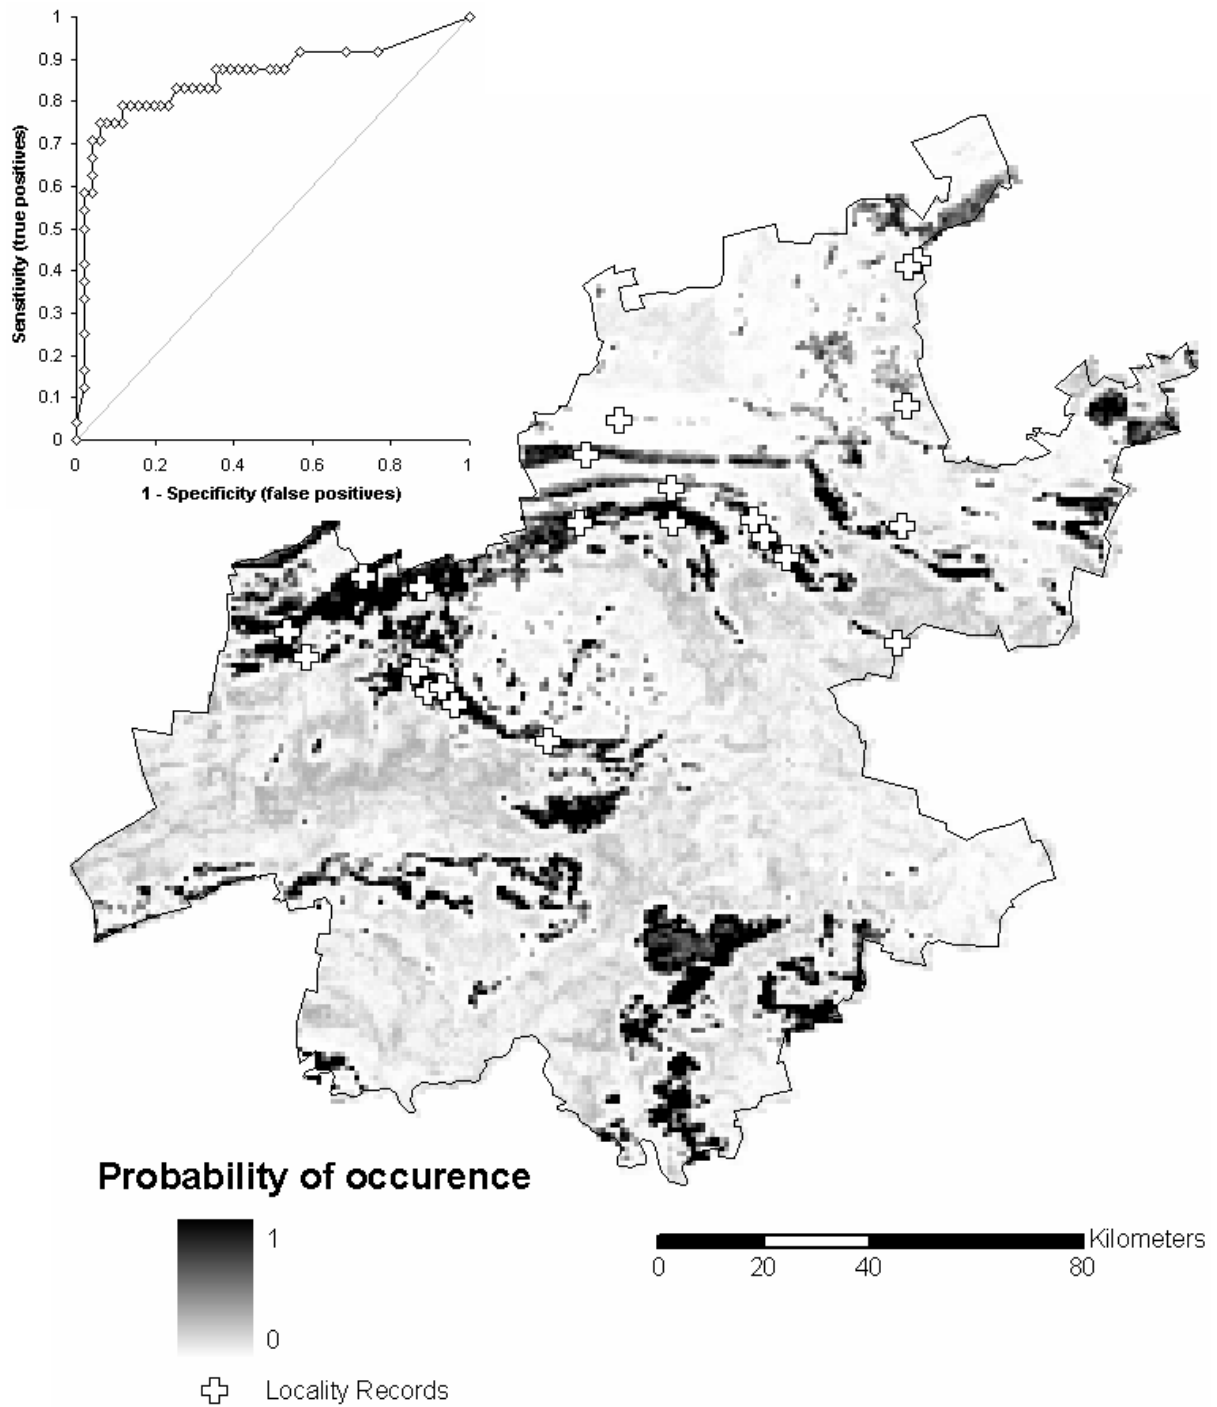 1
0.9
0.8
0.7
0.6
0.5
0.4
0.3
0.2
0.1
0
Sensitivity (true positives)
0 0.2 0.4 0.6 0.8 1
1 - Specificity (false positives)
Probability of occurence
1
0
Locality Records
Kilometers
0 20 40 80